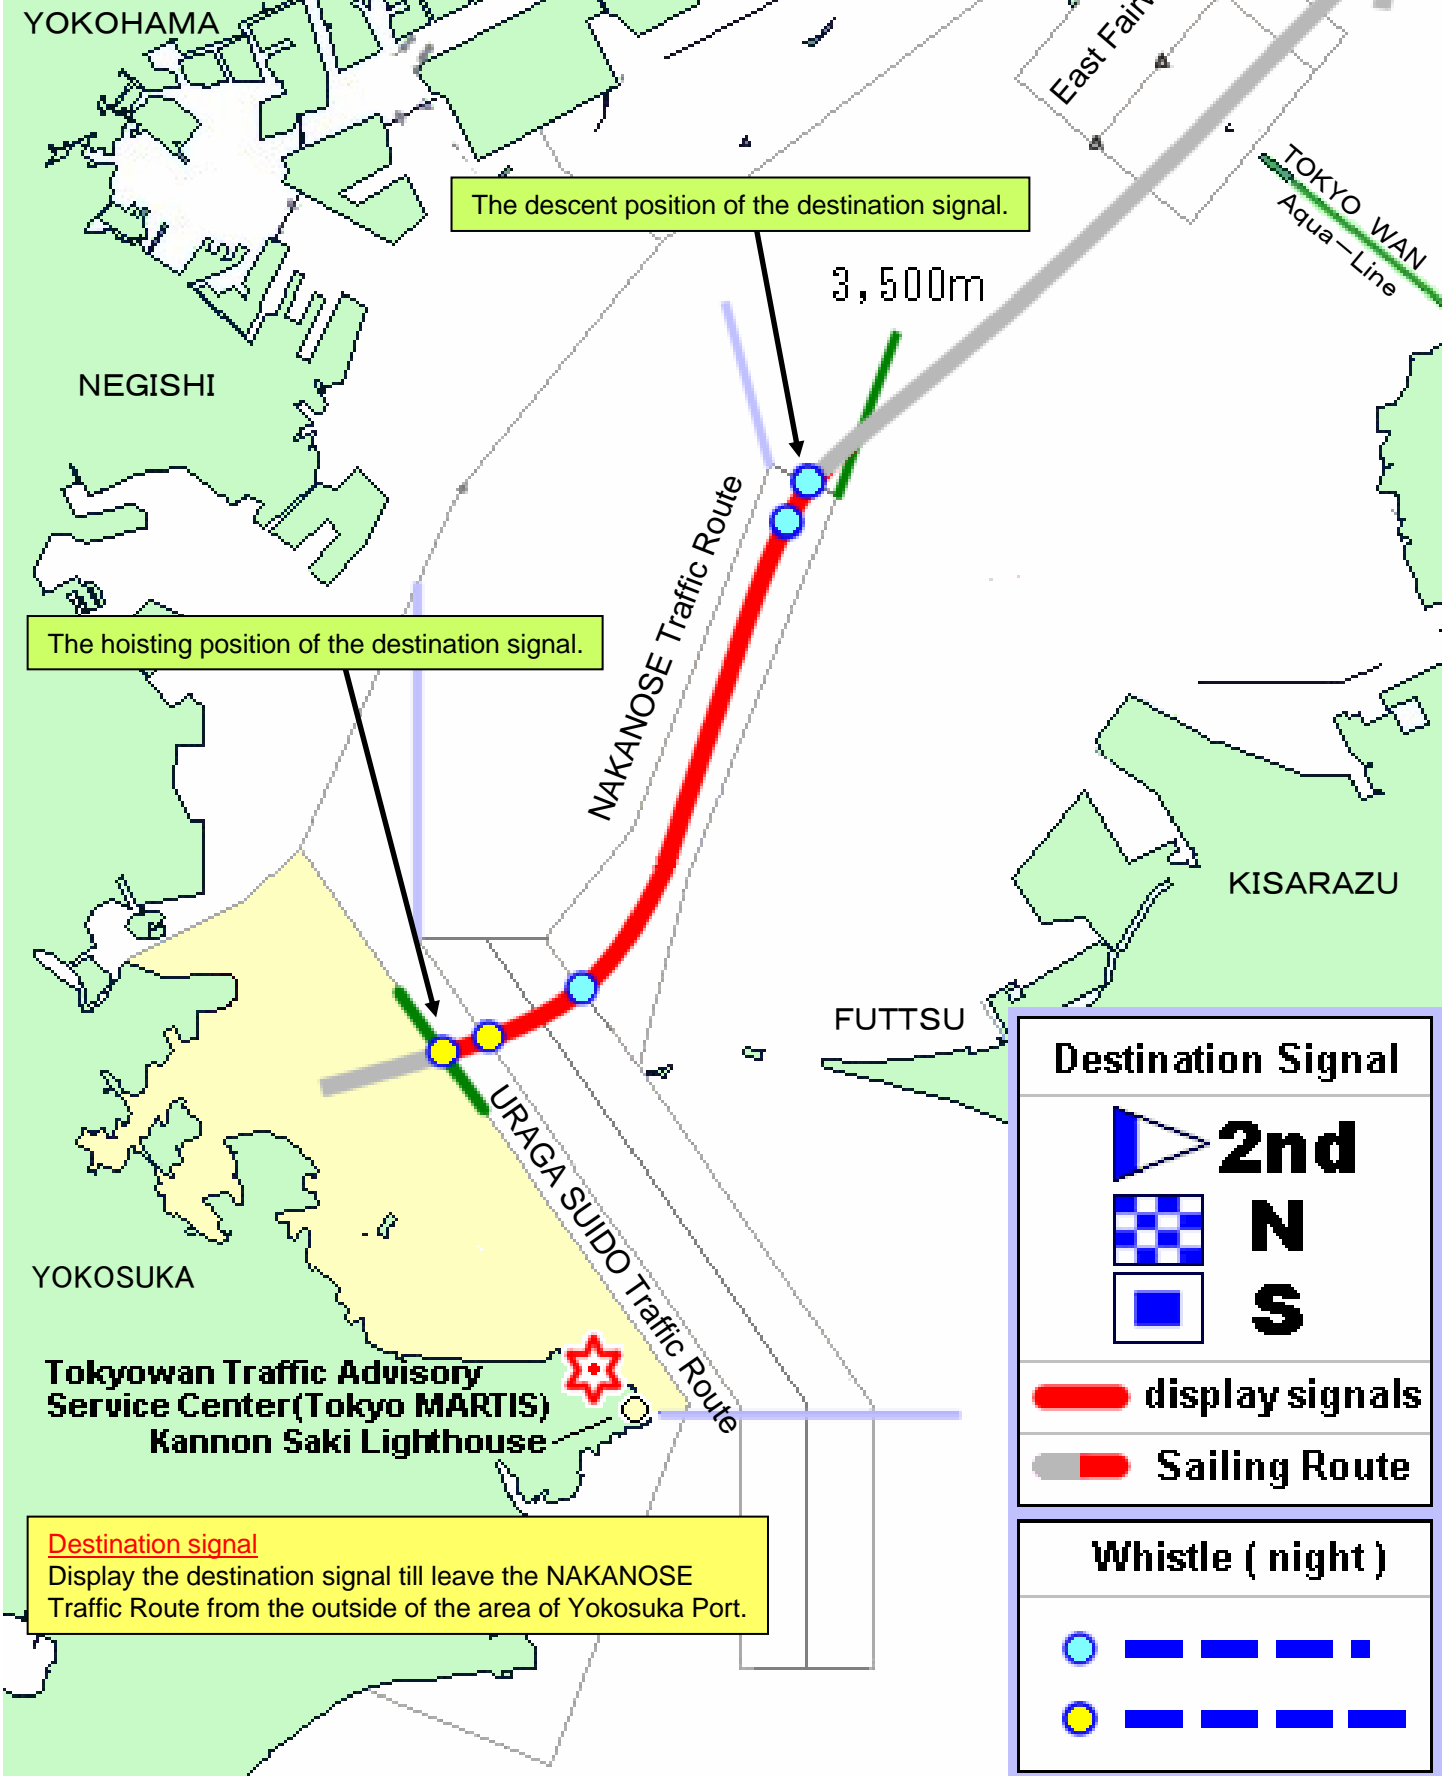 YOKOHAMA
East Fairw
TOKYO WAN
Aqua-Line
The descent position of the destination signal.
3,500m
NEGISHI
NAKANOSE Traffic Route
The hoisting position of the destination signal.
KISARAZU
FUTTSU
URAGA SUIDO Traffic Route
YOKOSUKA
Tokyowan Traffic Advisory
Service Center(Tokyo MARTIS)
Kannon Saki Lighthouse
Destination signal
Display the destination signal till leave the NAKANOSE
Traffic Route from the outside of the area of Yokosuka Port.
Destination Signal
2nd
N
S
display signals
Sailing Route
Whistle ( night )